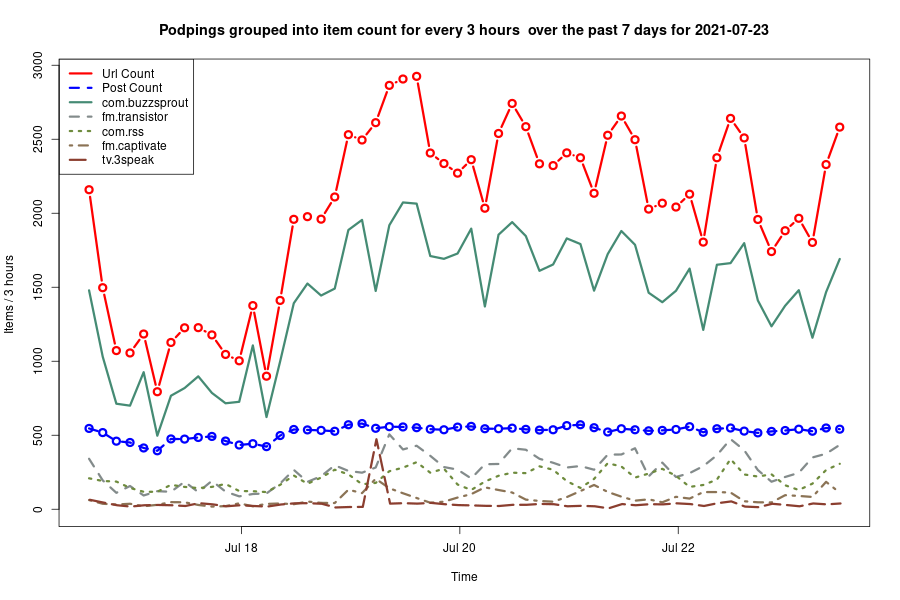 Podpings grouped into item count for every 3 hours  over the past 7 days for 2021-07-23
Url Count
Post Count
com.buzzsprout
fm.transistor
com.rss
fm.captivate
tv.3speak
Items / 3 hours
3000
2500
2000
1500
1000
500
0
Jul 18
Jul 20
Jul 22
Time